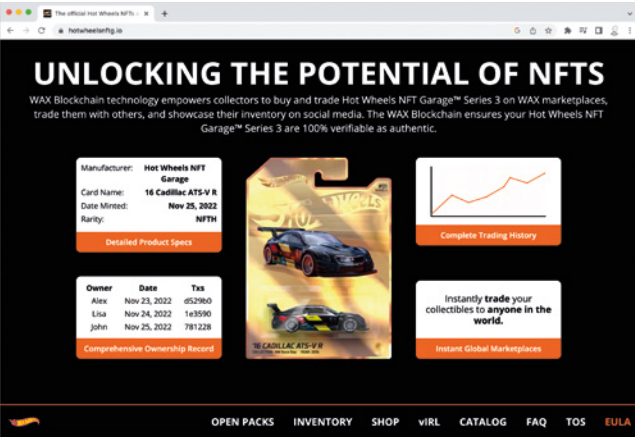 The official Hot Wheels NFTs
hotwheelsnftg.io
UNLOCKING THE POTENTIAL OF NFTS
WAX Blockchain technology empowers collectors to buy and trade Hot Wheels NFT Garage™ Series 3 on WAX marketplaces,
trade them with others, and showcase their inventory on social media. The WAX Blockchain ensures your Hot Wheels NFT
Garage™ Series 3 are 100% verifiable as authentic.
Manufacturer: Hot Wheels NFT
Garage
Card Name: 16 Cadillac ATS-V R
Date Minted: Nov 25, 2022
Rarity: NFTH
Detailed Product Specs
Owner Date Txs
Alex Nov 23, 2022 d529b0
Lisa Nov 24, 2022 1e3590
John Nov 25, 2022 781228
Comprehensive Ownership Record
16 CADILLAC ATS-V R
Complete Trading History
Instantly trade your
collectibles to anyone in the
world.
Instant Global Marketplaces
OPEN PACKS INVENTORY SHOP vIRL CATALOG FAQ TOS EULA